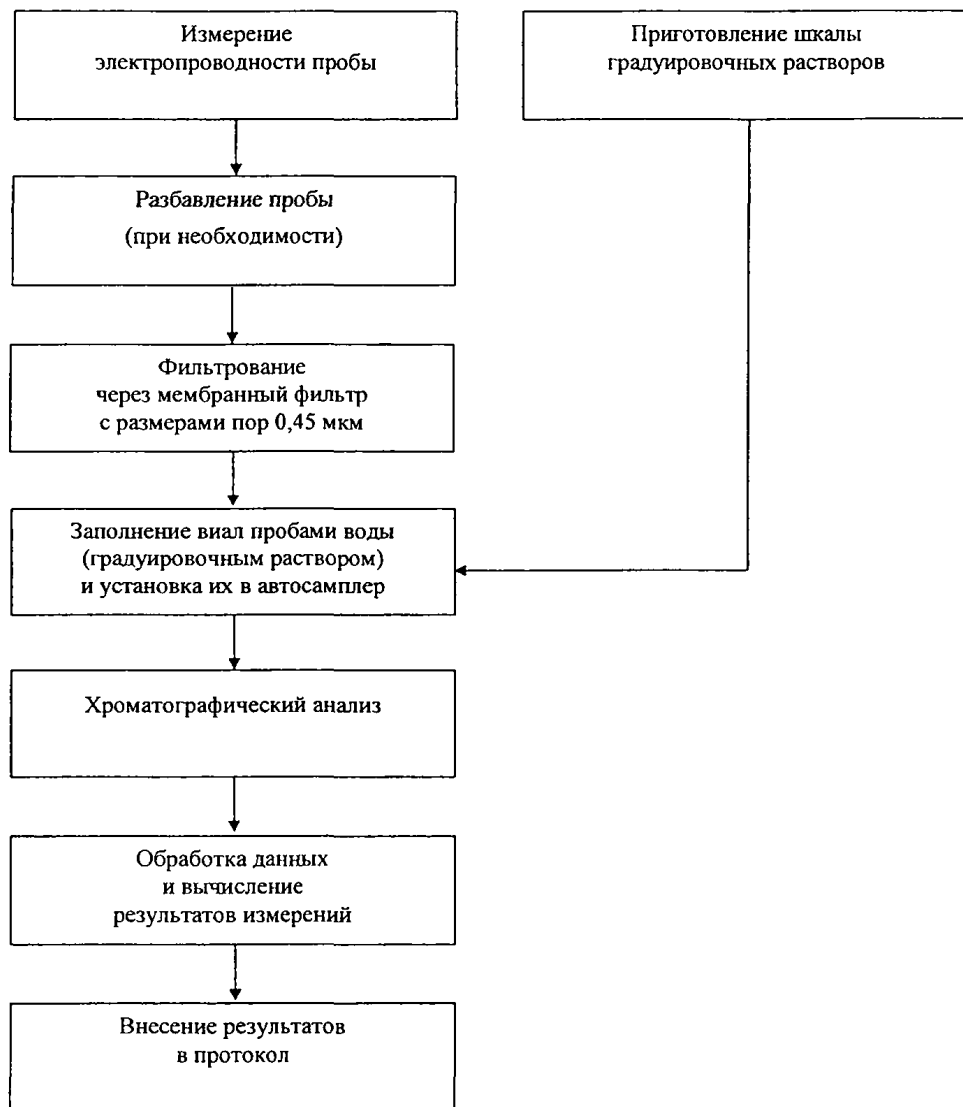 Измерение
электропроводности пробы
Приготовление шкалы
градуировочных растворов
Разбавление пробы
(при необходимости)
Фильтрование
через мембранный фильтр
с размерами пор 0,45 мкм
Заполнение виал пробами воды
(градуировочным раствором)
и установка их в автосамплер
Хроматографический анализ
Обработка данных
и вычисление
результатов измерений
Внесение результатов
в протокол